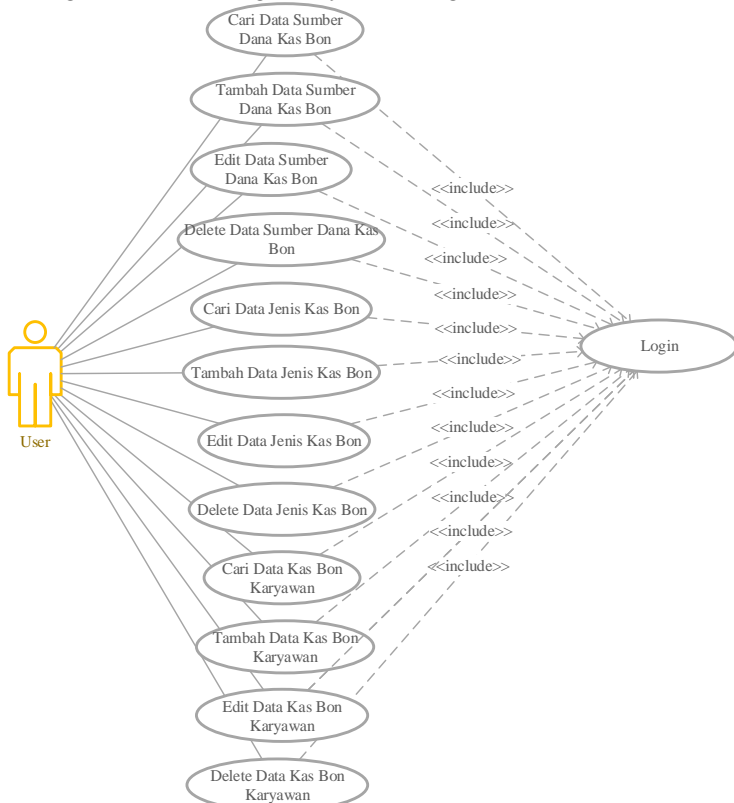 Cari Data Sumber
Dana Kas Bon
Tambah Data Sumber
Dana Kas Bon
Edit Data Sumber
Dana Kas Bon
<<include>>
<<include>>
Delete Data Sumber Dana Kas
Bon
<<include>>
<<include>>
Cari Data Jenis Kas Bon
<<include>>
Login
<<include>>
Tambah Data Jenis Kas Bon
<<include>>
User
Edit Data Jenis Kas Bon
<<include>>
<<include>>
Delete Data Jenis Kas Bon
<<include>>
<<include>>
<<include>>
Cari Data Kas Bon
Karyawan
Tambah Data Kas Bon
Karyawan
Edit Data Kas Bon
Karyawan
Delete Data Kas Bon
Karyawan